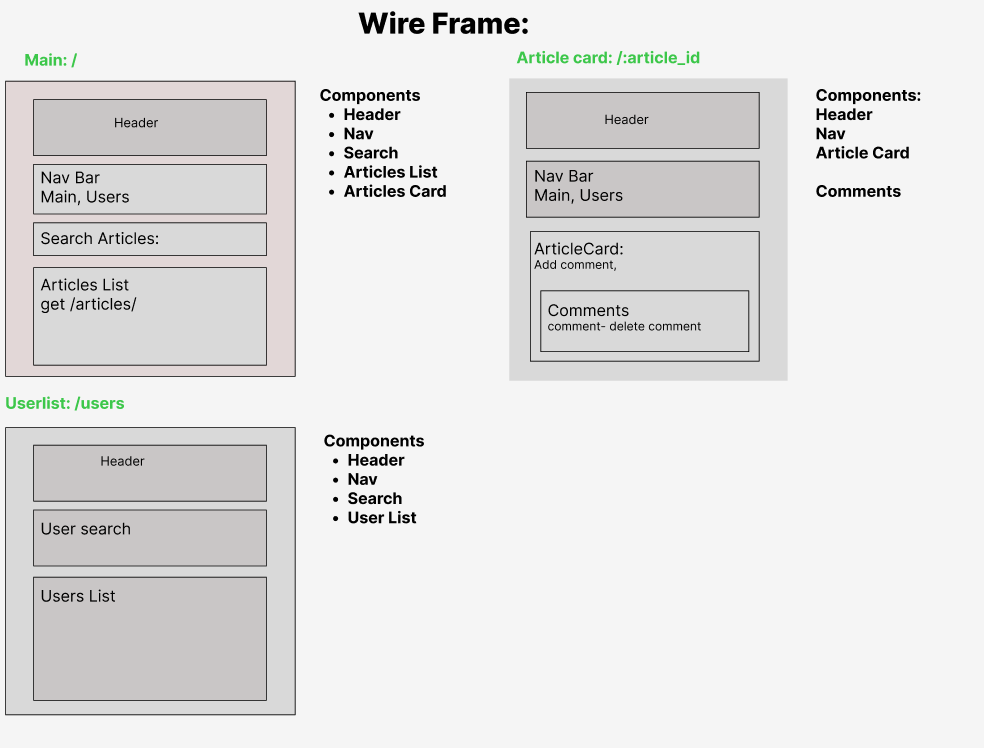 Wire Frame:
Main: /
Header
Nav Bar
Main, Users
Search Articles:
Articles List
get /articles/
Components
• Header
• Nav
• Search
• Articles List
• Articles Card
Article card: /:article_id
Header
Nav Bar
Main, Users
ArticleCard:
Add comment,
Comments
comment- delete comment
Components:
Header
Nav
Article Card
Comments
Userlist: /users
Header
User search
Users List
Components
• Header
• Nav
• Search
• User List